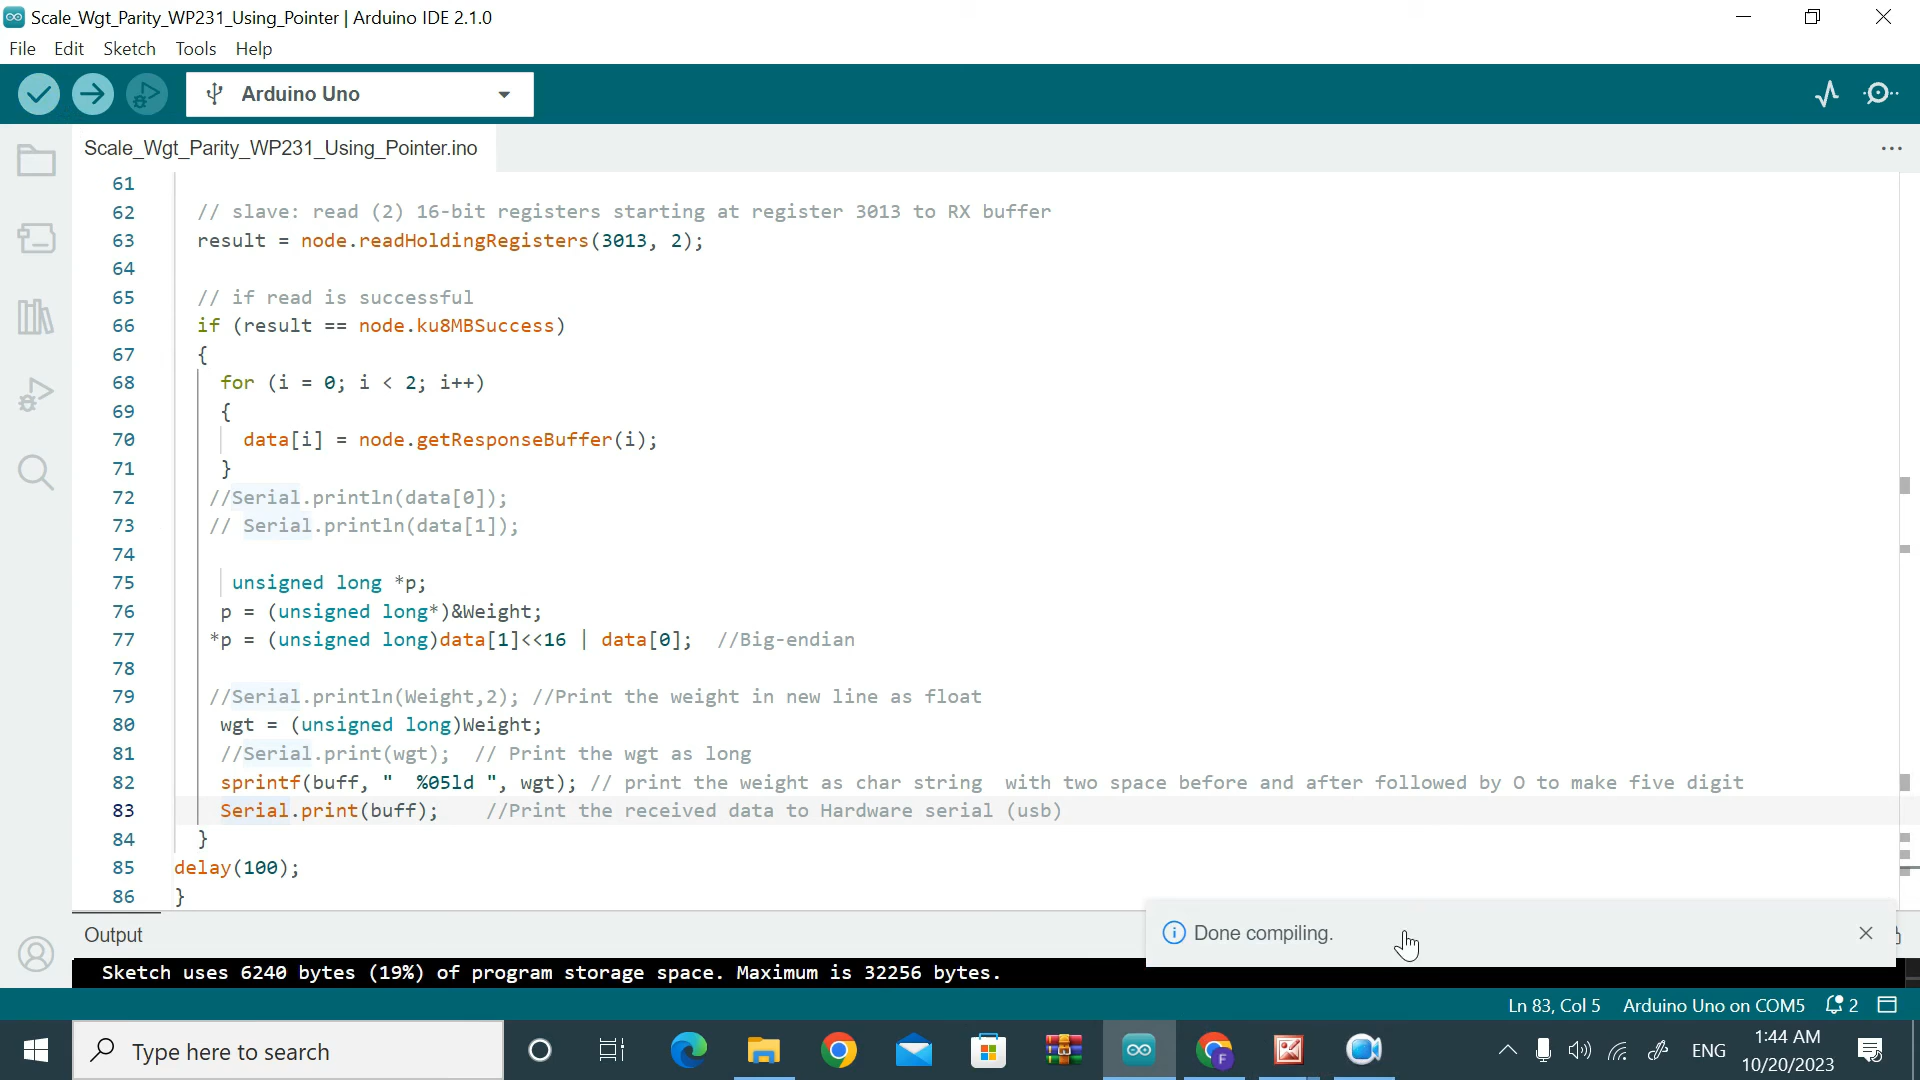 Scale_Wgt_Parity_WP231_Using_Pointer | Arduino IDE 2.1.0
File Edit Sketch Tools Help
Arduino Uno
Scale_Wgt_Parity_WP231_Using_Pointer.ino
61
62 // slave: read (2) 16-bit registers starting at register 3013 to RX buffer
63 result = node.readHoldingRegisters(3013, 2);
64
65 // if read is successful
66 if (result == node.ku8MBSuccess)
67 {
68 for (i = 0; i < 2; i++)
69 {
70 data[i] = node.getResponseBuffer(i);
71 }
72 //Serial.println(data[0]);
73 // Serial.println(data[1]);
74
75 unsigned long *p;
76 p = (unsigned long*)&Weight;
77 *p = (unsigned long)data[1]<<16 | data[0]; //Big-endian
78
79 //Serial.println(Weight,2); //Print the weight in new line as float
80 wgt = (unsigned long)Weight;
81 //Serial.print(wgt); // Print the wgt as long
82 sprintf(buff, "  %05ld ", wgt); // print the weight as char string  with two space before and after followed by O to make five digit
83 Serial.print(buff); //Print the received data to Hardware serial (usb)
84 }
85 delay(100);
86 }
Output
Done compiling.
Sketch uses 6240 bytes (19%) of program storage space. Maximum is 32256 bytes.
Ln 83, Col 5 Arduino Uno on COM5 2
Type here to search
F
ENG
1:44 AM
10/20/2023